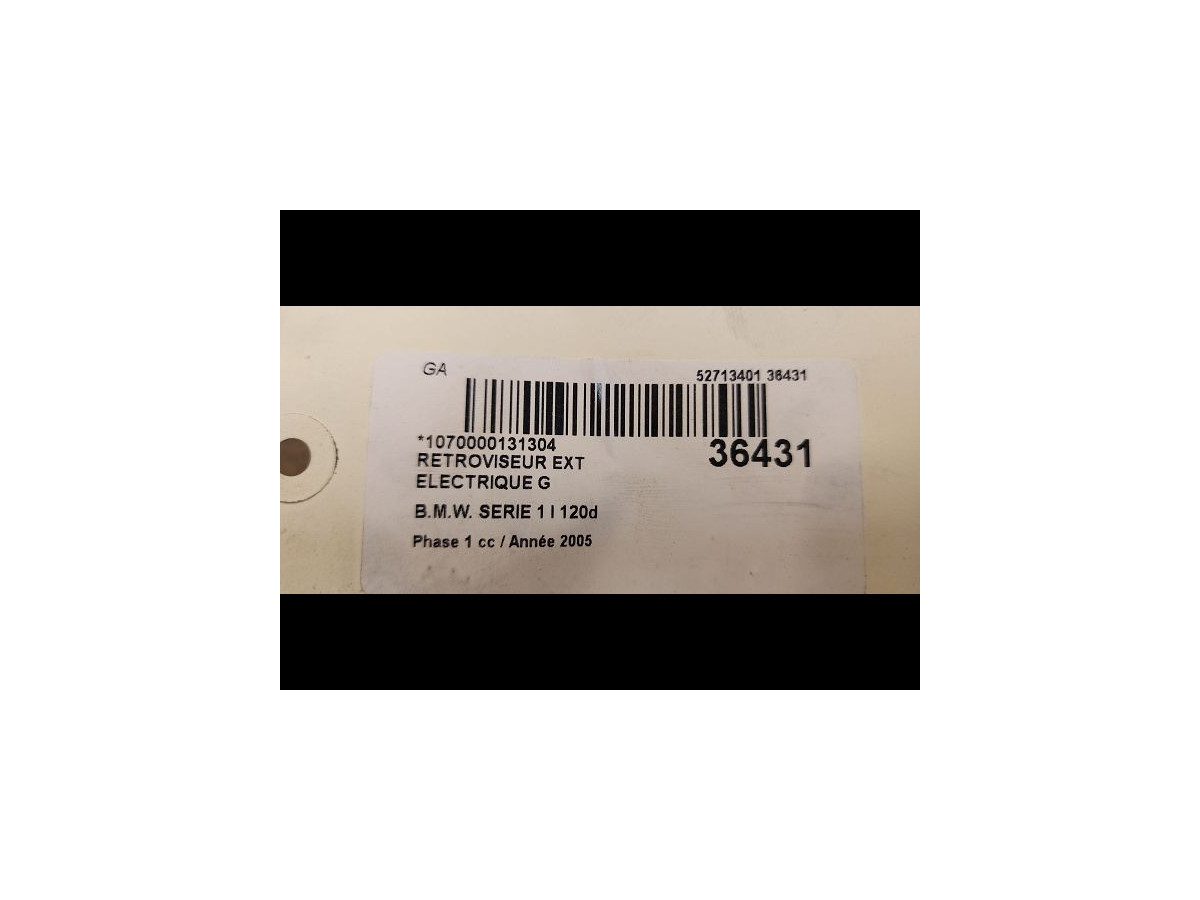 GA
52713401 36431
*1070000131304
36431
RETROVISEUR EXT
ELECTRIQUE G
B.M.W. SERIE 1 I 120d
Phase 1 cc / Année 2005